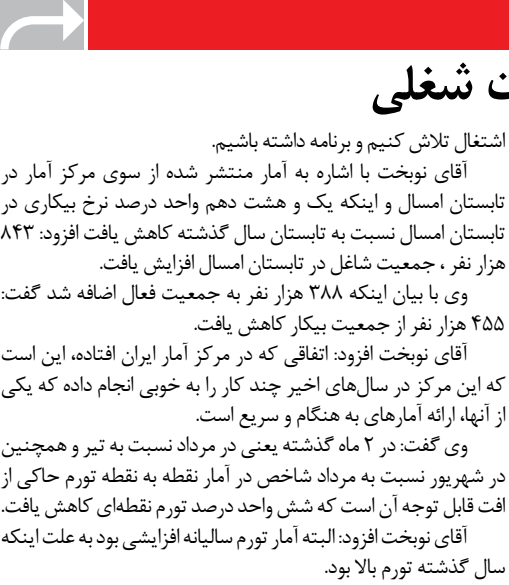 ت شغلی
اشتغال تلاش کنیم و برنامه داشته باشیم.
آقای نوبخت با اشاره به آمار منتشر شده از سوی مرکز آمار در
تابستان امسال و اینکه یک و هشت دهم واحد درصد نرخ بیکاری در
تابستان امسال نسبت به تابستان سال گذشته کاهش یافت افزود: ۸۴۳
هزار نفر ، جمعیت شاغل در تابستان امسال افزایش یافت.
وی با بیان اینکه ۳۸۸ هزار نفر به جمعیت فعال اضافه شد گفت:
۴۵۵ هزار نفر از جمعیت بیکار کاهش یافت.
آقای نوبخت افزود: اتفاقی که در مرکز آمار ایران افتاده، این است
که این مرکز در سال‌های اخیر چند کار را به خوبی انجام داده که یکی
از آنها، ارائه آمارهای به هنگام و سریع است.
وی گفت: در ۲ ماه گذشته یعنی در مرداد نسبت به تیر و همچنین
در شهریور نسبت به مرداد شاخص در آمار نقطه به نقطه تورم حاکی از
افت قابل توجه آن است که شش واحد درصد تورم نقطه‌ای کاهش یافت.
آقای نوبخت افزود: البته آمار تورم سالیانه افزایشی بود به علت اینکه
سال گذشته تورم بالا بود.